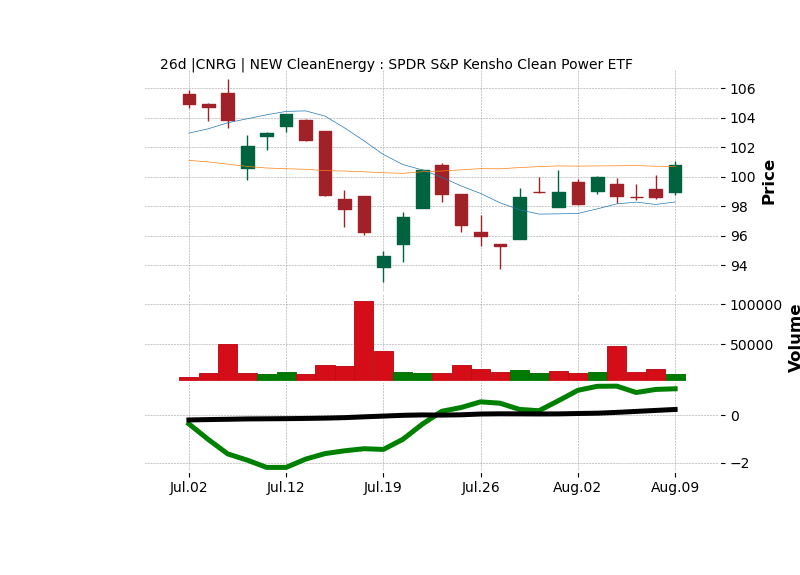 26d |CNRG | NEW CleanEnergy : SPDR S&P Kensho Clean Power ETF
106
104
102
100
98
96
94
Price
100000
50000
Volume
0
−2
Jul.02 Jul.12 Jul.19 Jul.26 Aug.02 Aug.09